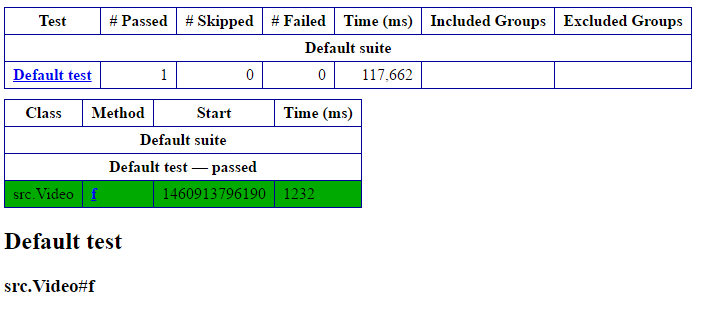 Test # Passed # Skipped # Failed Time (ms) Included Groups Excluded Groups
Default suite
Default test 1 0 0 117,662
Class Method Start Time (ms)
Default suite
Default test — passed
src.Video f 1460913796190 1232
Default test
src.Video#f